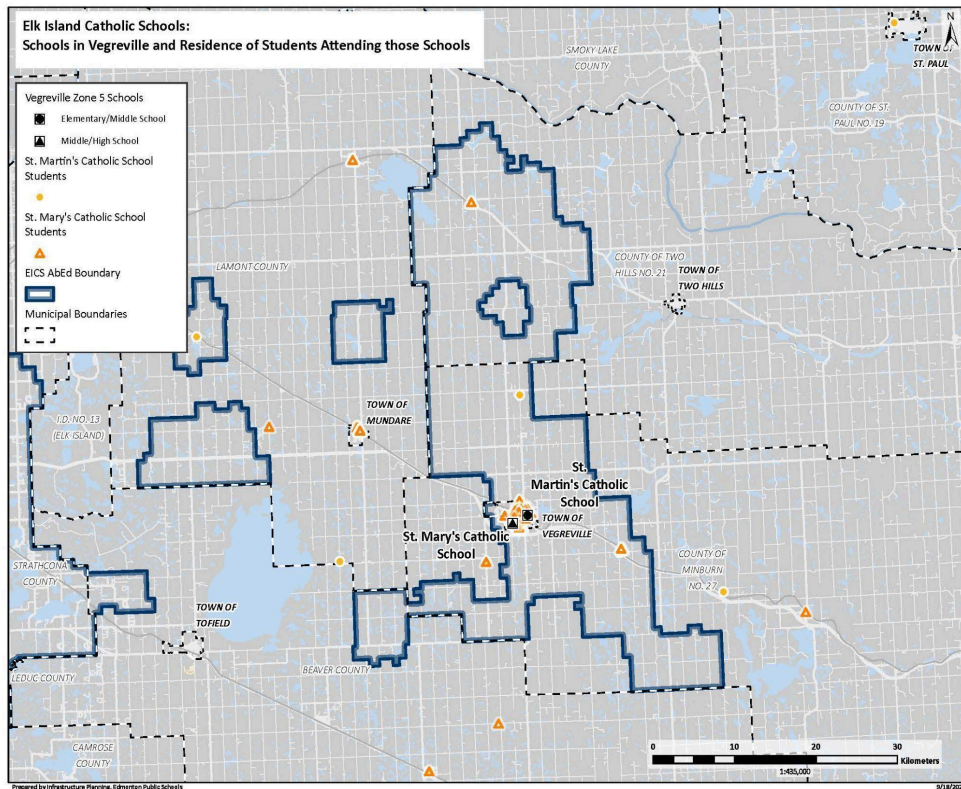 Elk Island Catholic Schools:
Schools in Vegreville and Residence of Students Attending those Schools
N
Vegreville Zone 5 Schools
Elementary/Middle School
Middle/High School
St. Martin's Catholic School
Students
St. Mary's Catholic School
Students
EICS AbEd Boundary
Municipal Boundaries
SMOKY LAKE
COUNTY
TOWN OF
ST. PAUL
COUNTY OF ST.
PAUL NO. 19
LAMONT COUNTY
COUNTY OF TWO
HILLS NO. 21
TOWN OF
TWO HILLS
I.D. NO. 13
(ELK ISLAND)
TOWN OF
MUNDARE
St.
Martin's Catholic
School
TOWN OF
VEGREVILLE
St. Mary's Catholic
School
COUNTY OF
MINBURN
NO. 27
STRATHCONA
COUNTY
TOWN OF
TOFIELD
LEDUC COUNTY
BEAVER COUNTY
CAMROSE
COUNTY
0 10 20 30
Kilometers
1:435,000
Prepared by Infrastructure Planning, Edmonton Public Schools